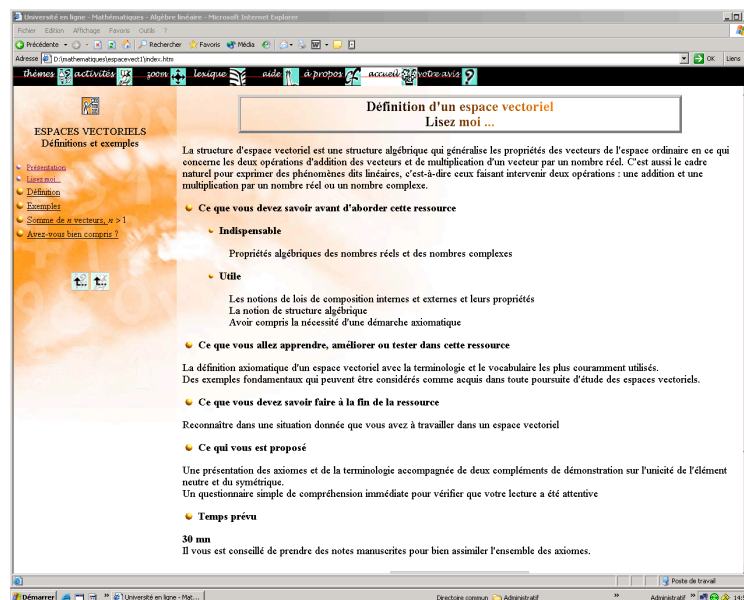 Université en ligne - Mathématiques - Algèbre linéaire - Microsoft Internet Explorer
Fichier Edition Affichage Favoris Outils ?
Précédente Rechercher Favoris Média
Adresse D:\mathematiques\espacevect1\index.htm OK Liens
thèmes activités zoom lexique aide à propos accueil votre avis
ESPACES VECTORIELS
Définitions et exemples
Présentation
Lisez moi...
Définition
Exemples
Somme de n vecteurs, n > 1
Avez-vous bien compris ?
Définition d'un espace vectoriel
Lisez moi ...
La structure d'espace vectoriel est une structure algébrique qui généralise les propriétés des vecteurs de l'espace ordinaire en ce qui
concerne les deux opérations d'addition des vecteurs et de multiplication d'un vecteur par un nombre réel. C'est aussi le cadre
naturel pour exprimer des phénomènes dits linéaires, c'est-à-dire ceux faisant intervenir deux opérations : une addition et une
multiplication par un nombre réel ou un nombre complexe.
Ce que vous devez savoir avant d'aborder cette ressource
Indispensable
Propriétés algébriques des nombres réels et des nombres complexes
Utile
Les notions de lois de composition internes et externes et leurs propriétés
La notion de structure algébrique
Avoir compris la nécessité d'une démarche axiomatique
Ce que vous allez apprendre, améliorer ou tester dans cette ressource
La définition axiomatique d'un espace vectoriel avec la terminologie et le vocabulaire les plus couramment utilisés.
Des exemples fondamentaux qui peuvent être considérés comme acquis dans toute poursuite d'étude des espaces vectoriels.
Ce que vous devez savoir faire à la fin de la ressource
Reconnaître dans une situation donnée que vous avez à travailler dans un espace vectoriel
Ce qui vous est proposé
Une présentation des axiomes et de la terminologie accompagnée de deux compléments de démonstration sur l'unicité de l'élément
neutre et du symétrique.
Un questionnaire simple de compréhension immédiate pour vérifier que votre lecture a été attentive
Temps prévu
30 mn
Il vous est conseillé de prendre des notes manuscrites pour bien assimiler l'ensemble des axiomes.
Poste de travail
Démarrer » Université en ligne - Mat... Directoire commun Administratif » Administratif »